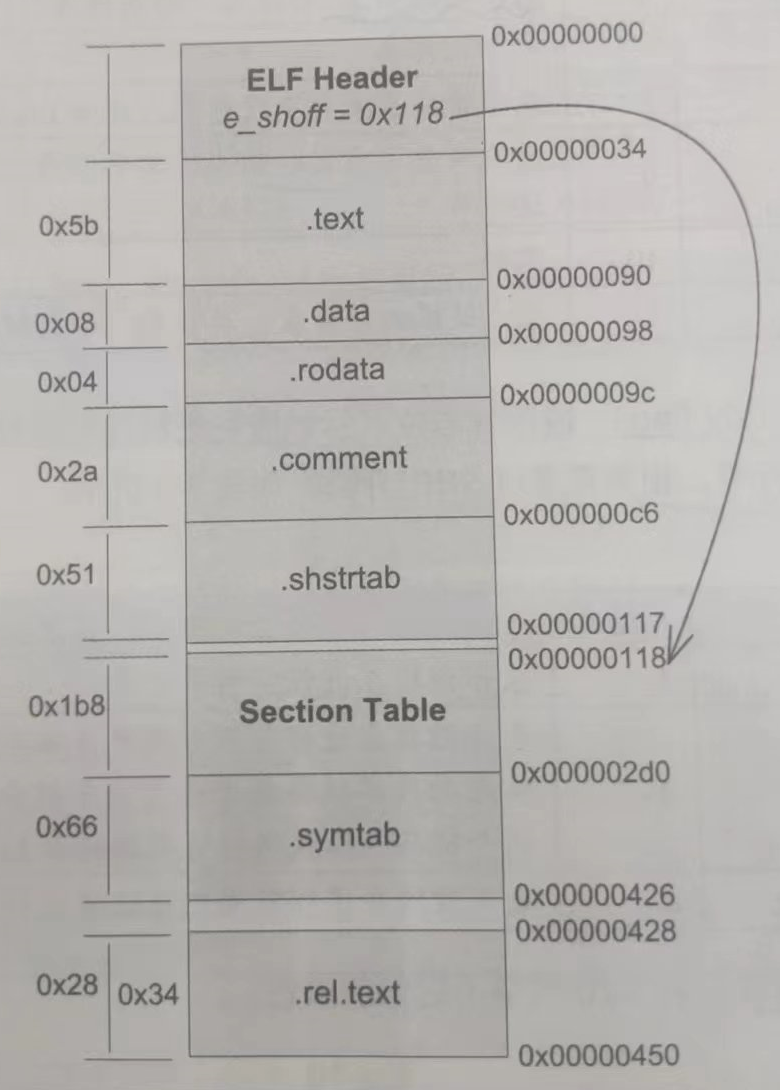 0x00000000
ELF Header
e_shoff = 0x118
0x00000034
0x5b
.text
0x00000090
0x08
.data
0x00000098
0x04
.rodata
0x0000009c
0x2a
.comment
0x000000c6
0x51
.shstrtab
0x00000117
0x00000118
0x1b8
Section Table
0x000002d0
0x66
.symtab
0x00000426
0x00000428
0x28
0x34
.rel.text
0x00000450